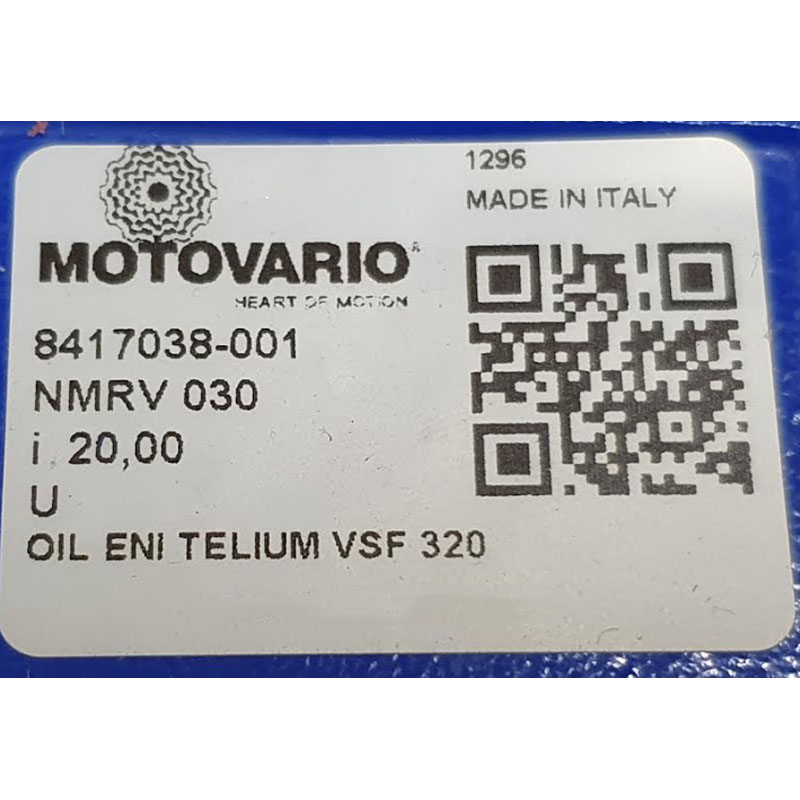 1296
MADE IN ITALY
MOTOVARIO®
HEART OF MOTION
8417038-001
NMRV 030
i 20,00
U
OIL ENI TELIUM VSF 320